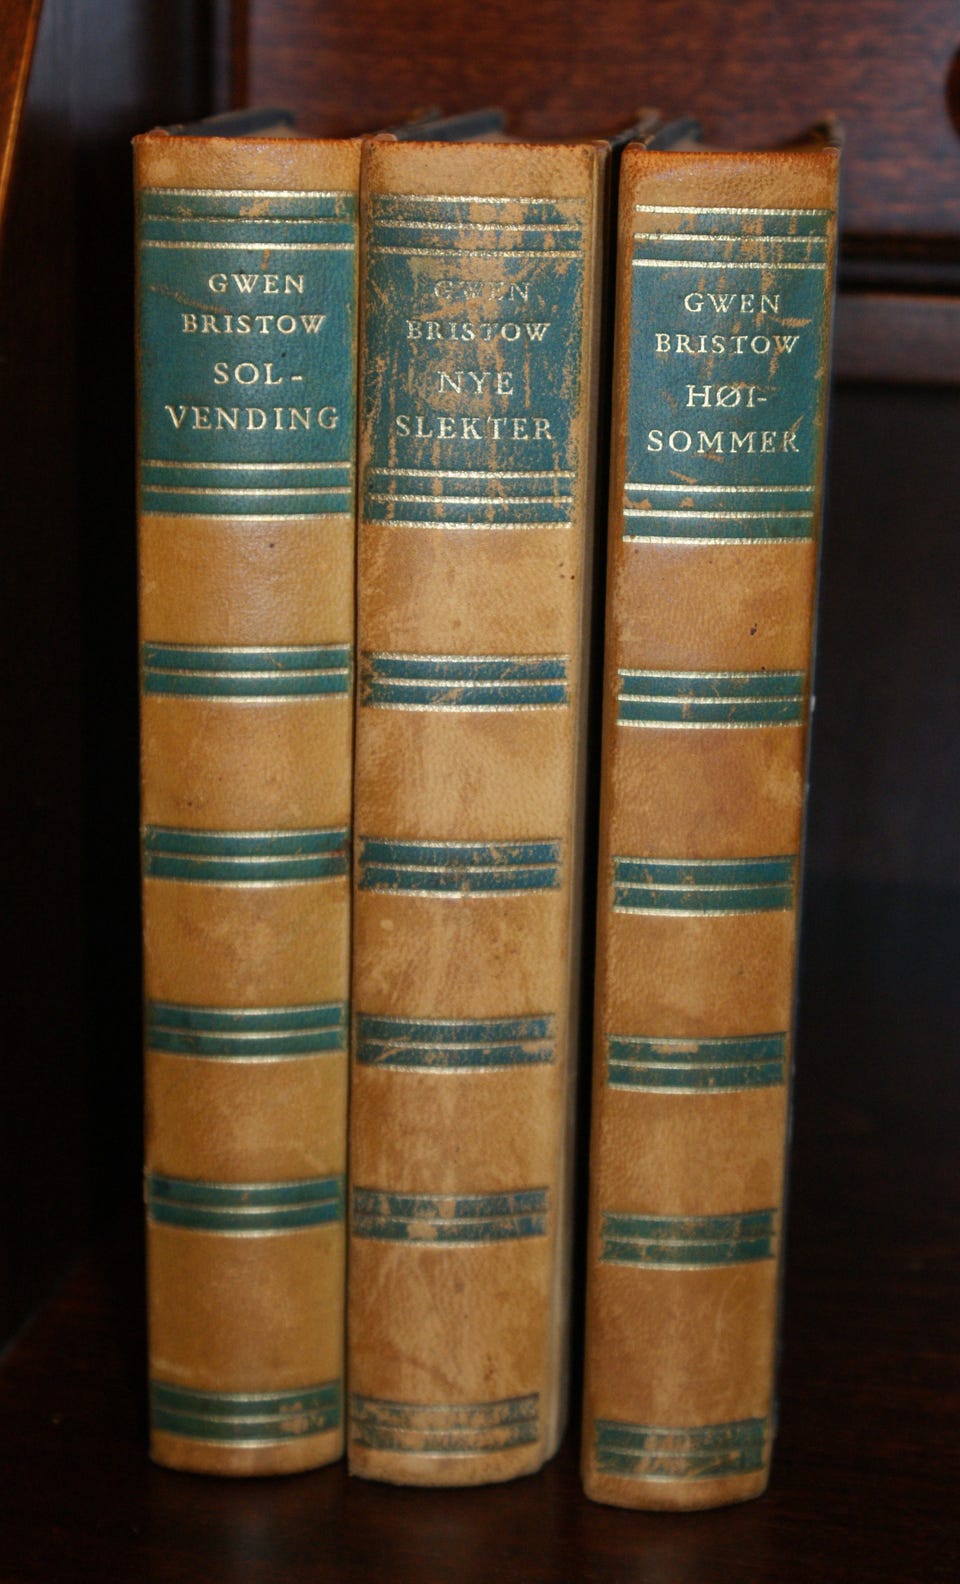 GWEN
BRISTOW
SOL-
VENDING
GWEN
BRISTOW
NYE
SLEKTER
GWEN
BRISTOW
HØI-
SOMMER